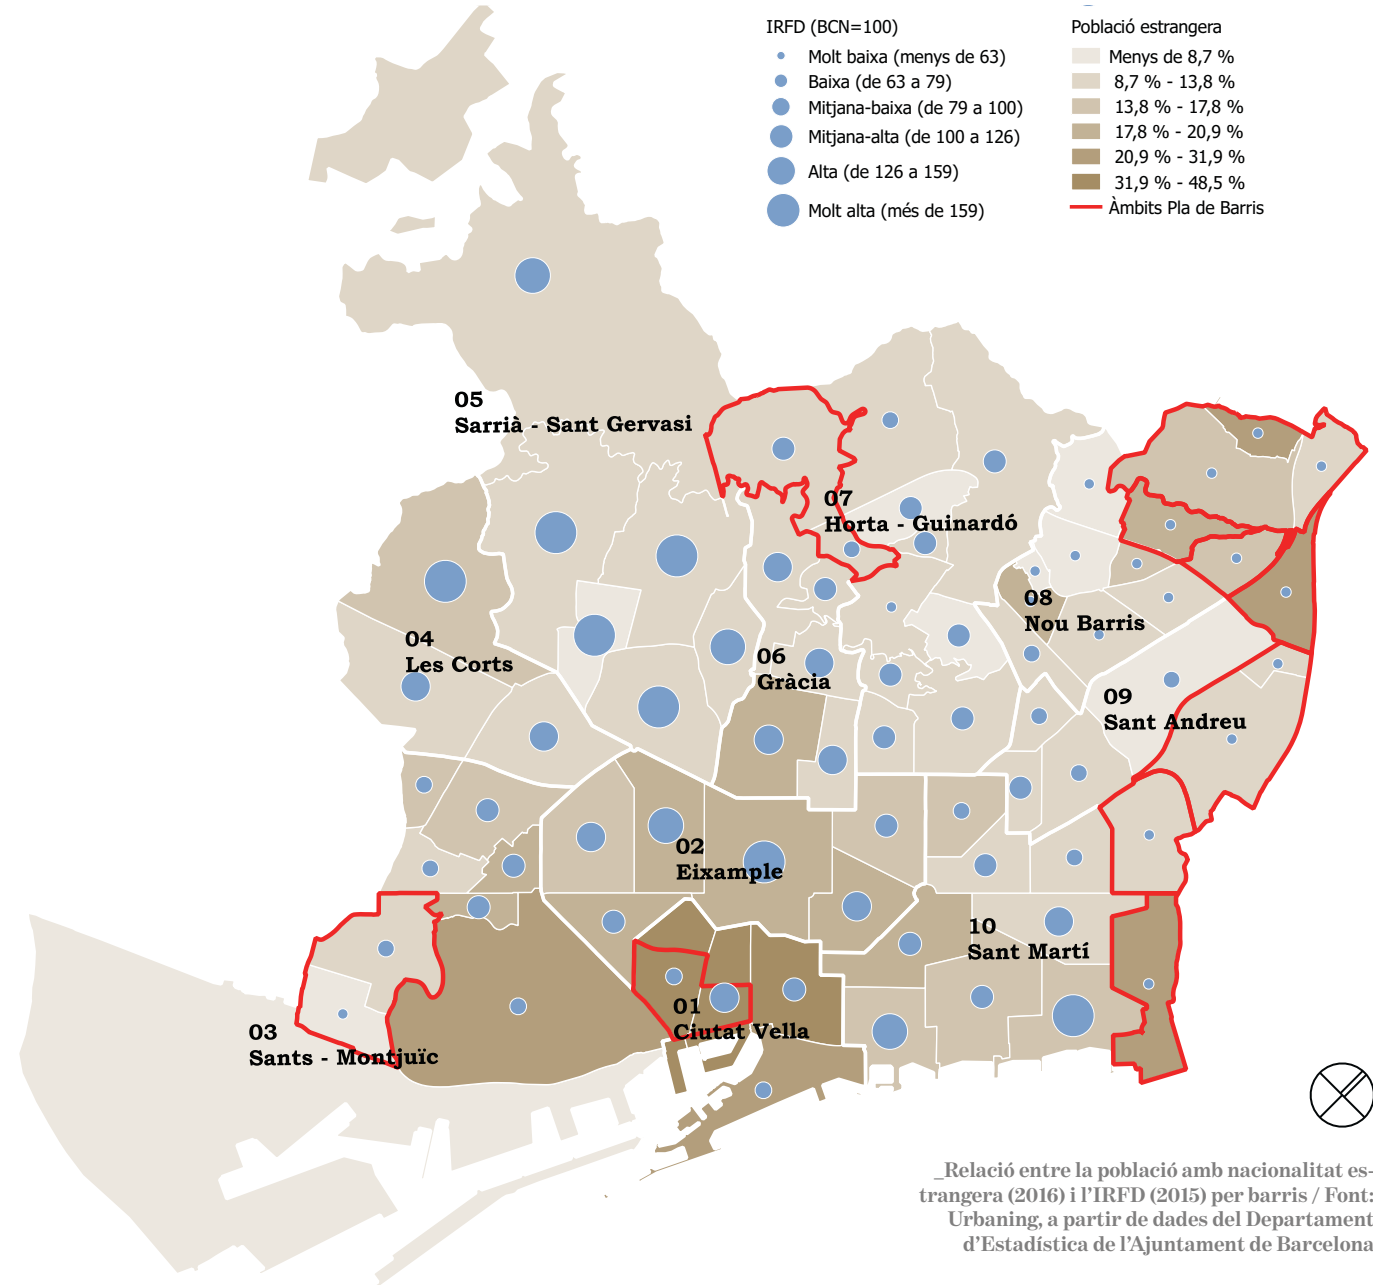 IRFD (BCN=100)
Molt baixa (menys de 63)
Baixa (de 63 a 79)
Mitjana-baixa (de 79 a 100)
Mitjana-alta (de 100 a 126)
Alta (de 126 a 159)
Molt alta (més de 159)
Població estrangera
Menys de 8,7 %
8,7 % - 13,8 %
13,8 % - 17,8 %
17,8 % - 20,9 %
20,9 % - 31,9 %
31,9 % - 48,5 %
Àmbits Pla de Barris
05
Sarrià - Sant Gervasi
07
Horta - Guinardó
08
Nou Barris
04
Les Corts
06
Gràcia
09
Sant Andreu
02
Eixample
10
Sant Martí
01
Ciutat Vella
03
Sants - Montjuïc
_Relació entre la població amb nacionalitat es-
trangera (2016) i l'IRFD (2015) per barris / Font:
Urbaning, a partir de dades del Departament
d'Estadística de l'Ajuntament de Barcelona